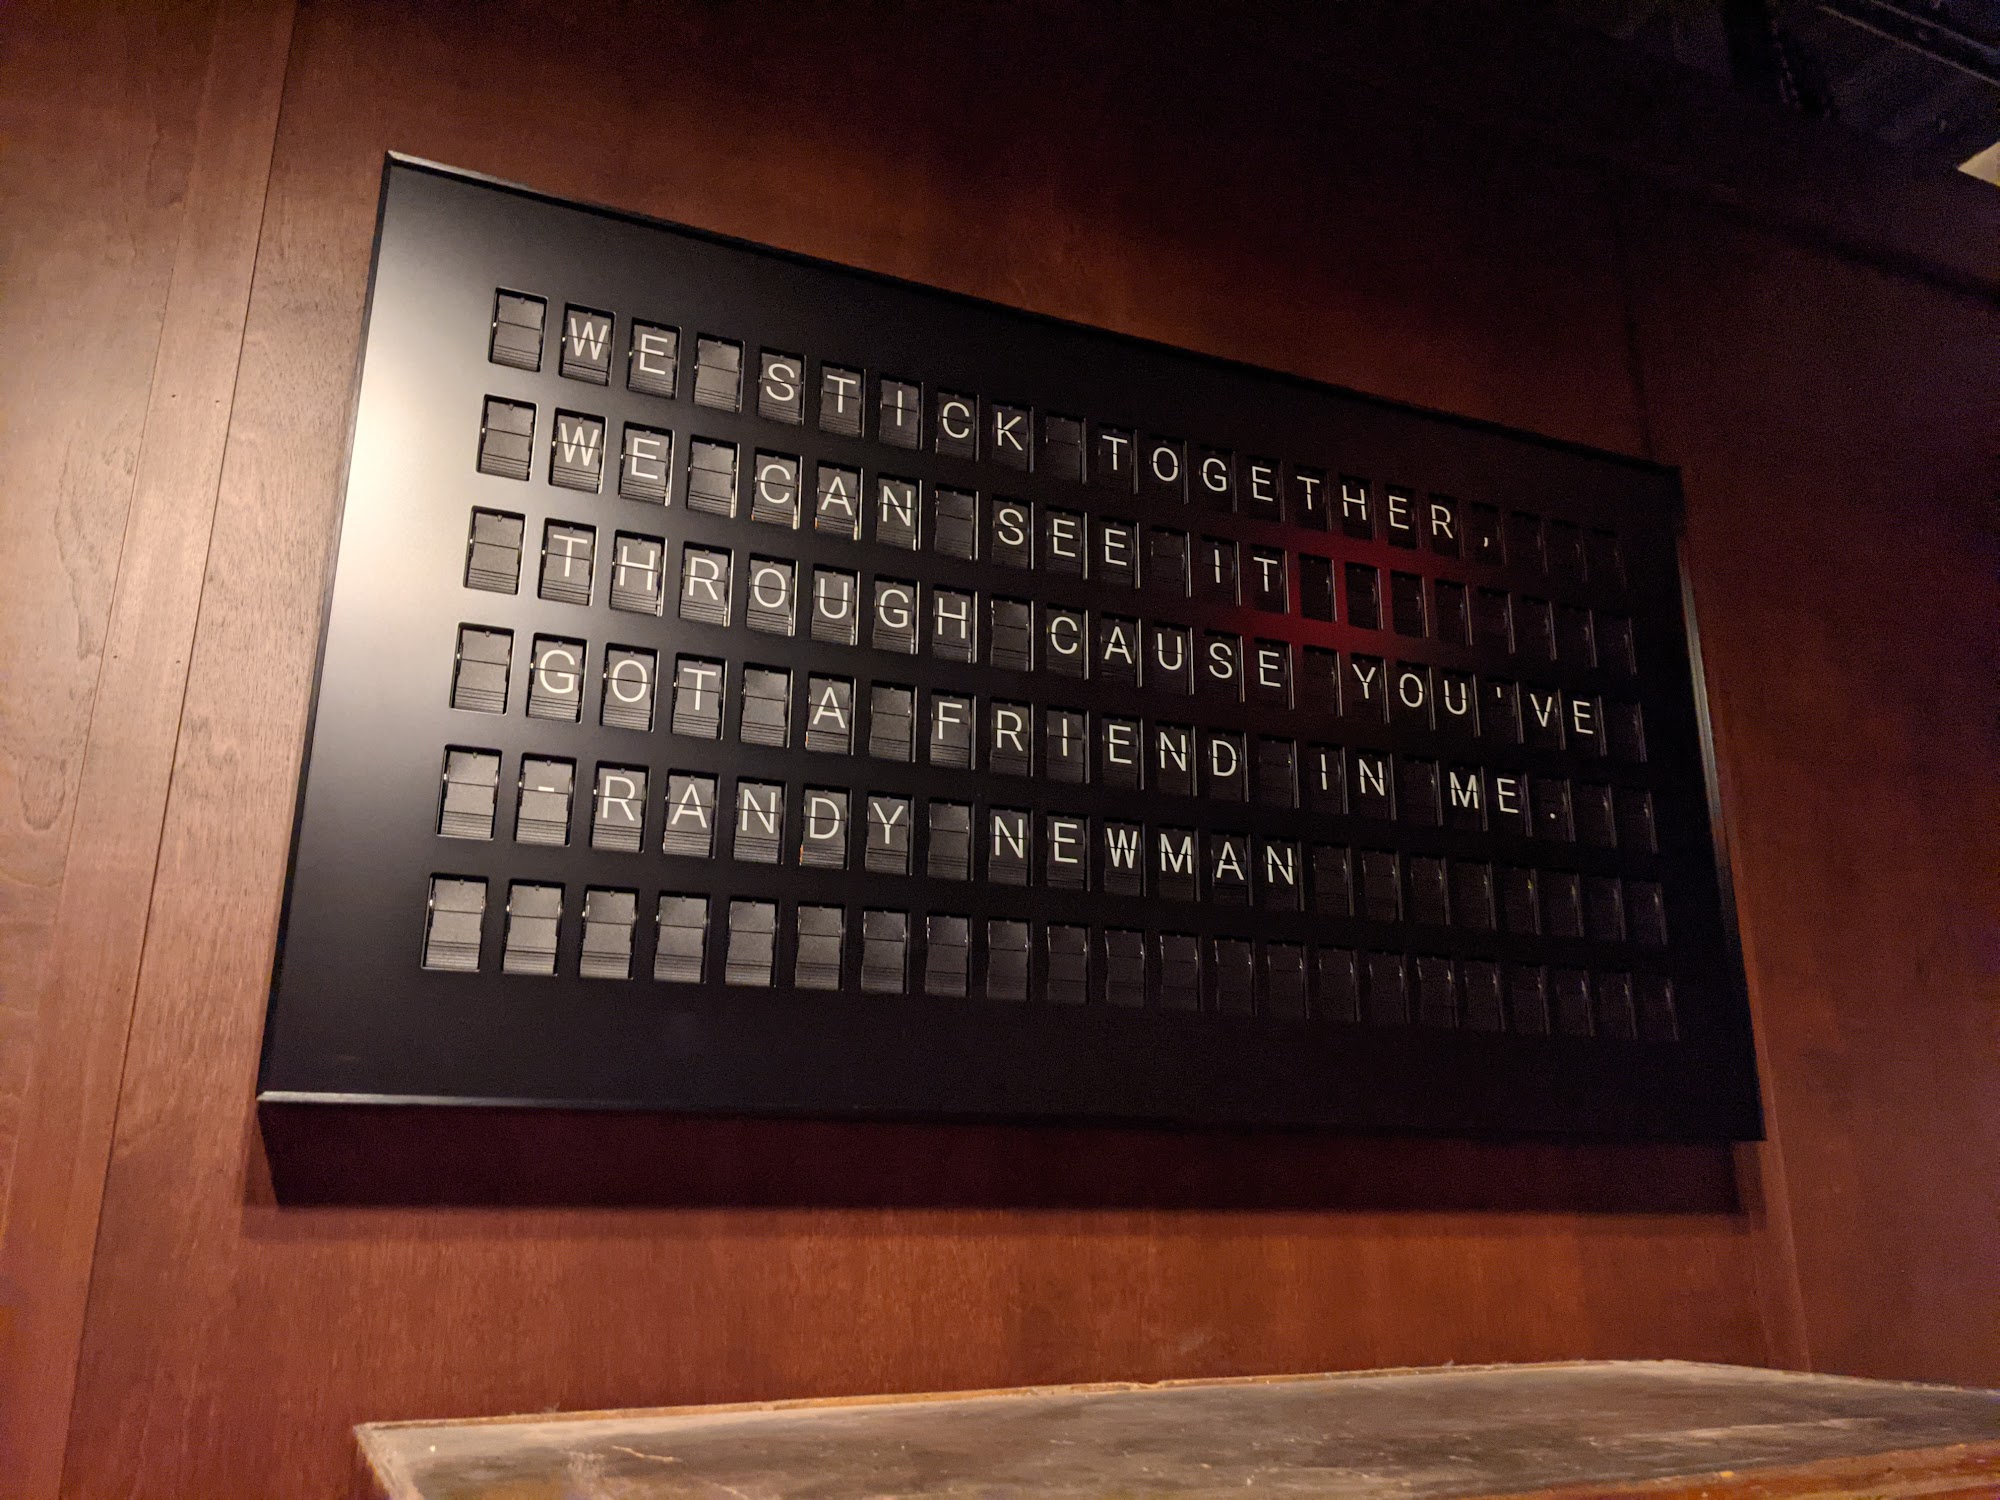 WE STICK TOGETHER,
WE CAN SEE IT
THROUGH CAUSE YOU'VE
GOT A FRIEND IN ME.
-RANDY NEWMAN